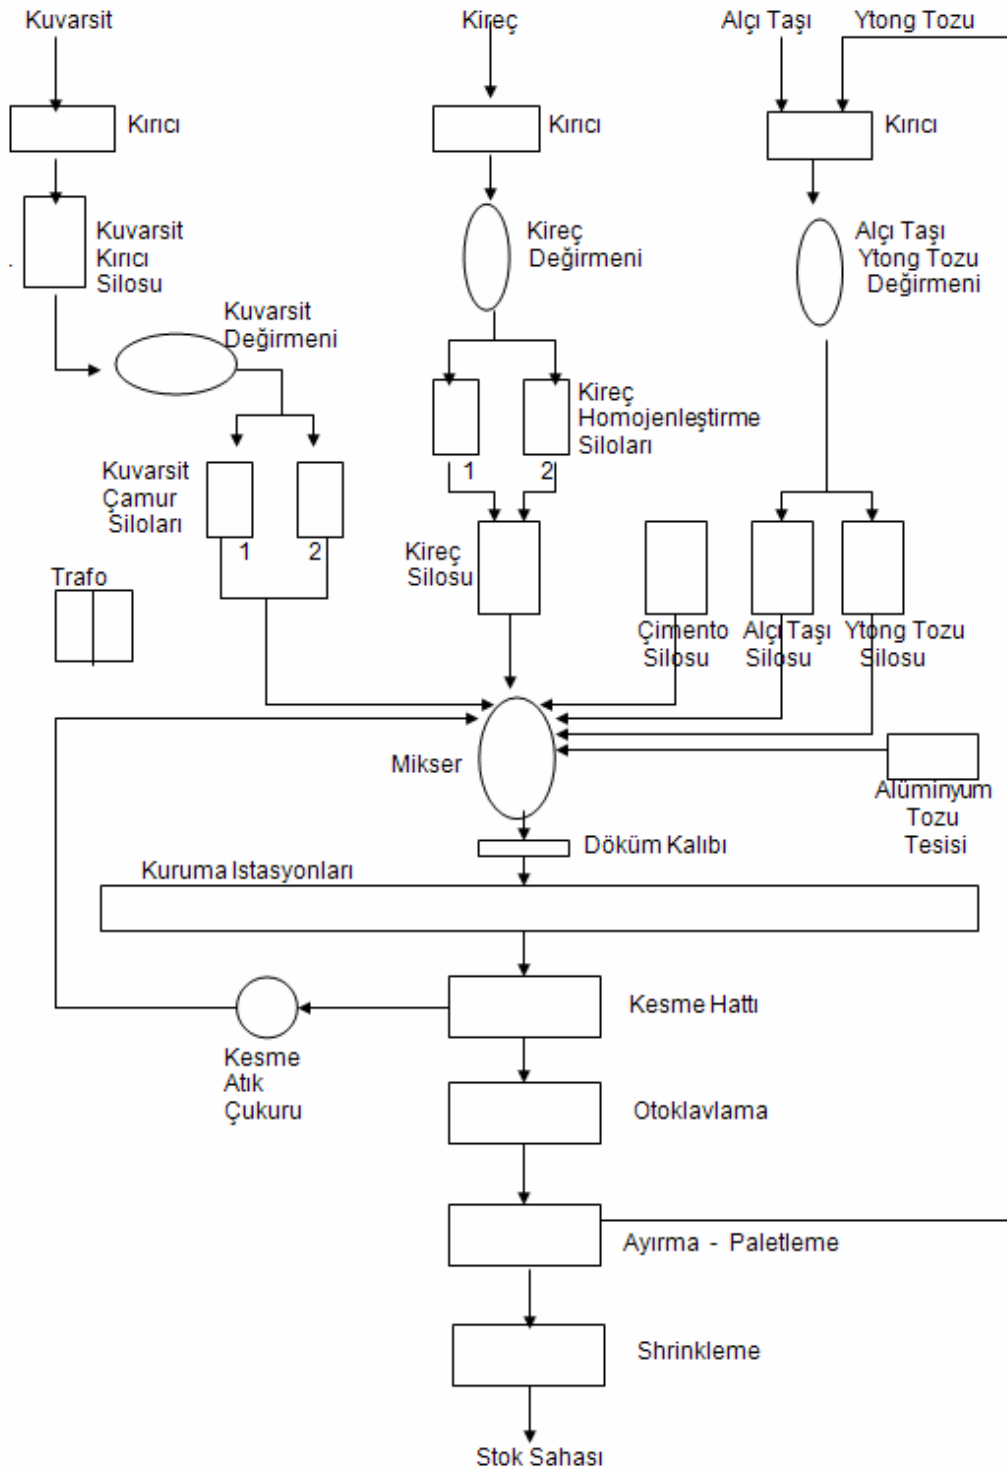 Kuvarsit
Kireç
Alçı Taşı
Ytong Tozu
Kırıcı
Kırıcı
Kırıcı
Kuvarsit
Kırıcı
Silosu
Kireç
Değirmeni
Alçı Taşı
Ytong Tozu
Değirmeni
Kuvarsit
Değirmeni
Kireç
Homojenleştirme
Siloları
1
2
Kuvarsit
Çamur
Siloları
1
2
Kireç
Silosu
Trafo
Çimento
Silosu
Alçı Taşı
Silosu
Ytong Tozu
Silosu
Mikser
Alüminyum
Tozu
Tesisi
Döküm Kalıbı
Kuruma Istasyonları
Kesme Hattı
Kesme
Atık
Çukuru
Otoklavlama
Ayırma - Paletleme
Shrinkleme
Stok Sahası